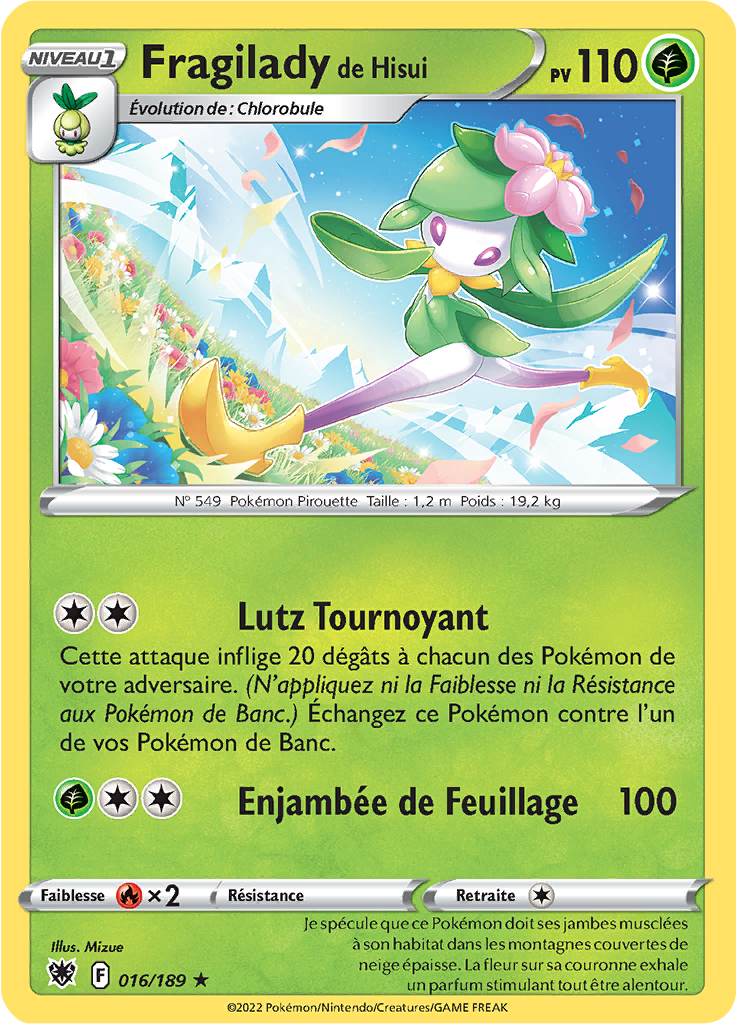 NIVEAU 1
Fragilady de Hisui
PV 110
Évolution de : Chlorobule
N° 549 Pokémon Pirouette Taille : 1,2 m Poids : 19,2 kg
Lutz Tournoyant
Cette attaque inflige 20 dégâts à chacun des Pokémon de
votre adversaire. (N'appliquez ni la Faiblesse ni la Résistance
aux Pokémon de Banc.) Échangez ce Pokémon contre l'un
de vos Pokémon de Banc.
Enjambée de Feuillage 100
Faiblesse ×2 Résistance Retraite
Je spécule que ce Pokémon doit ses jambes musclées
à son habitat dans les montagnes couvertes de
neige épaisse. La fleur sur sa couronne exhale
un parfum stimulant tout être alentour.
Illus. Mizue
F 016/189 ★
©2022 Pokémon/Nintendo/Creatures/GAME FREAK